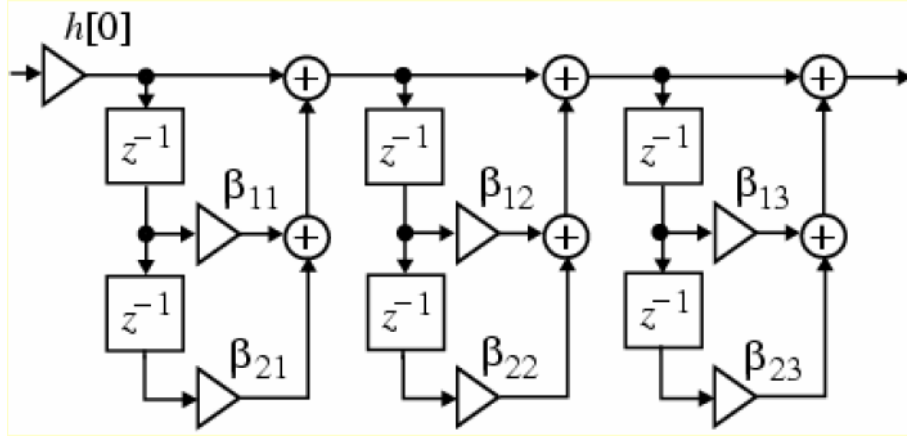 h[0]
+ + +
z⁻¹ z⁻¹ z⁻¹
β₁₁ β₁₂ β₁₃
+ + +
z⁻¹ z⁻¹ z⁻¹
β₂₁ β₂₂ β₂₃